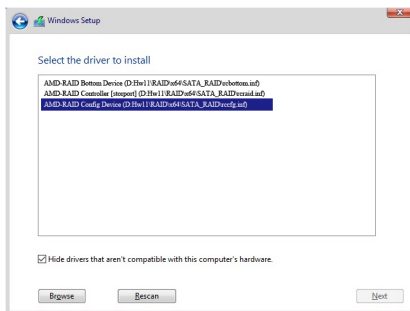 Windows Setup
Select the driver to install
AMD-RAID Bottom Device (D:\Hw11\RAID\x64\SATA_RAID\rcbottom.inf)
AMD-RAID Controller [storport] (D:\Hw11\RAID\x64\SATA_RAID\rcraid.inf)
AMD-RAID Config Device (D:\Hw11\RAID\x64\SATA_RAID\rccfg.inf)
Hide drivers that aren't compatible with this computer's hardware.
Browse Rescan Next